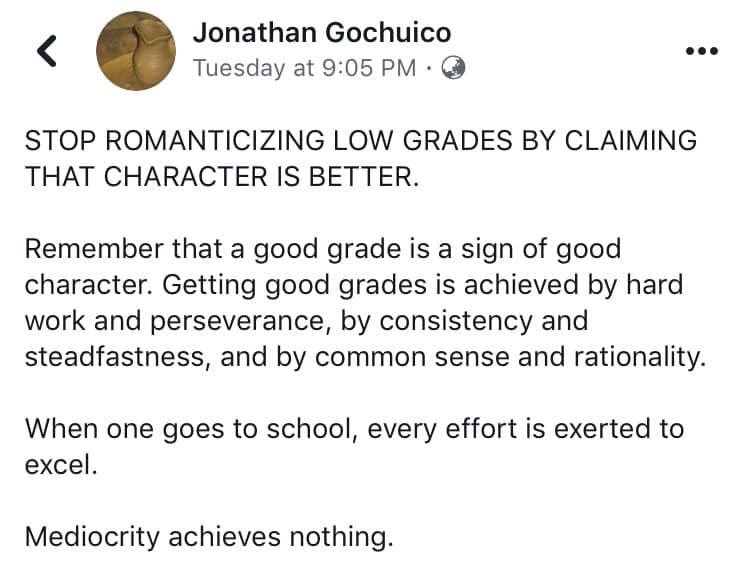 Jonathan Gochuico
Tuesday at 9:05 PM ·
STOP ROMANTICIZING LOW GRADES BY CLAIMING
THAT CHARACTER IS BETTER.
Remember that a good grade is a sign of good
character. Getting good grades is achieved by hard
work and perseverance, by consistency and
steadfastness, and by common sense and rationality.
When one goes to school, every effort is exerted to
excel.
Mediocrity achieves nothing.